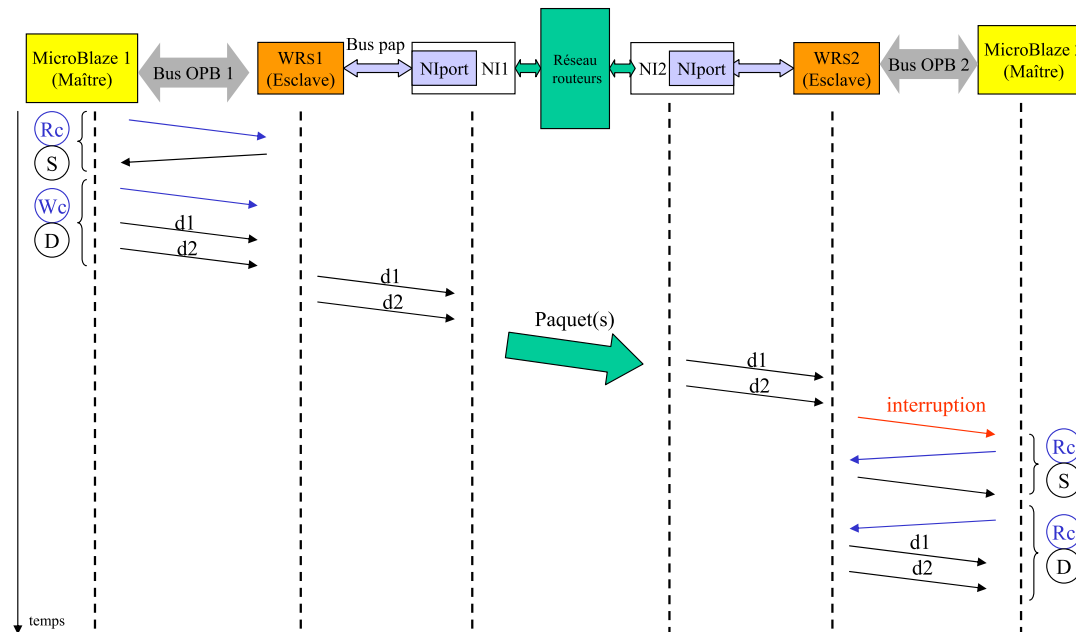 MicroBlaze 1
(Maître)
Bus OPB 1
WRS1
(Esclave)
Bus pap
NIport
NI1
Réseau
routeurs
NI2
NIport
WRS2
(Esclave)
Bus OPB 2
MicroBlaze
(Maître)
Rc
S
Wc
D
d1
d2
d1
d2
Paquet(s)
d1
d2
interruption
Rc
S
Rc
D
d1
d2
temps